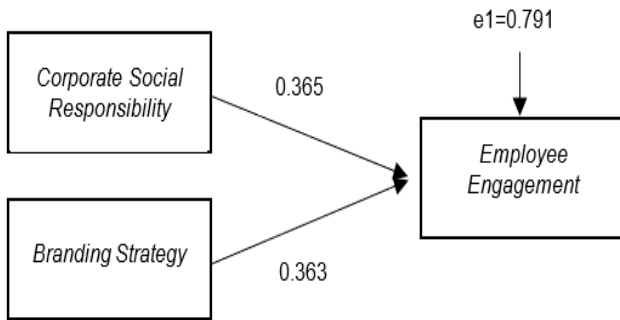 e1=0.791
Corporate Social
Responsibility
0.365
Employee
Engagement
Branding Strategy
0.363